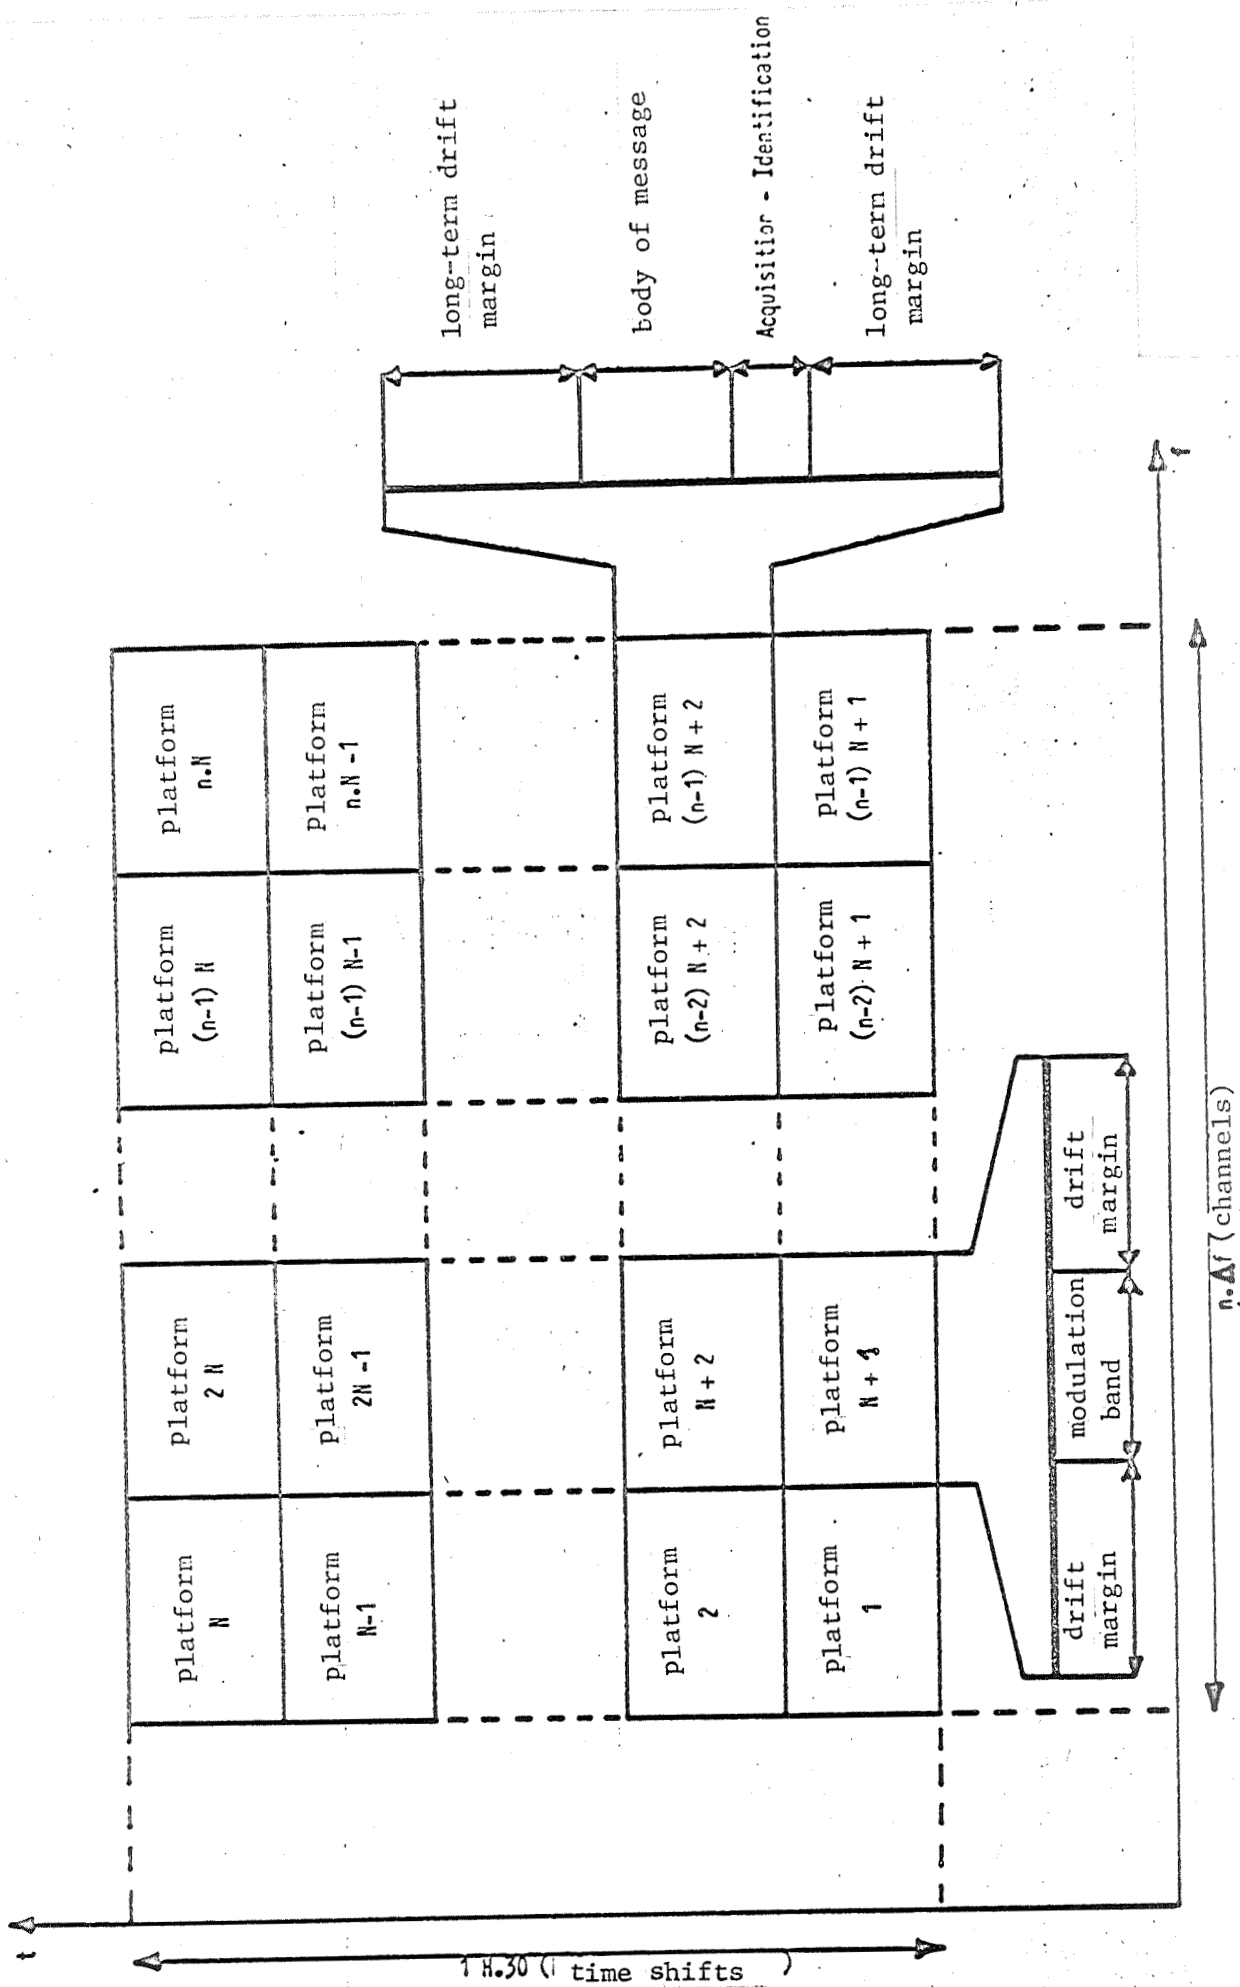 t
1 H.30 ( time shifts )
platform
N
platform
2 N
platform
(n-1) N
platform
n.N
platform
N-1
platform
2N -1
platform
(n-1) N-1
platform
n.N -1
platform
2
platform
N + 2
platform
(n-2) N + 2
platform
(n-1) N + 2
platform
1
platform
N + 1
platform
(n-2) N + 1
platform
(n-1) N + 1
long-term drift
margin
body of message
Acquisition - Identification
long-term drift
margin
drift
margin
modulation
band
drift
margin
f
n.Δf (channels)